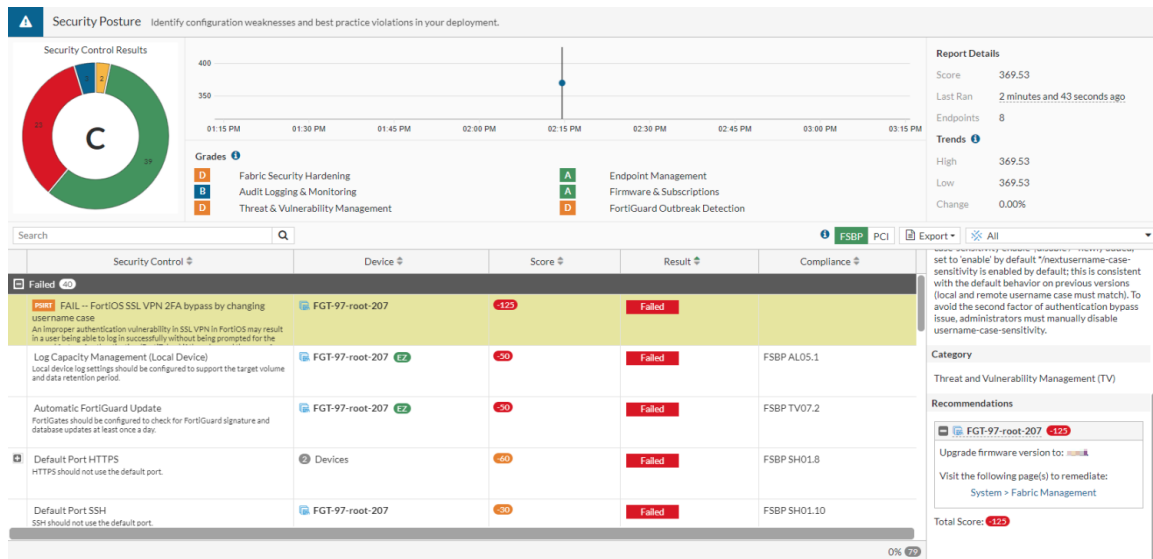 Security Posture Identify configuration weaknesses and best practice violations in your deployment.
Security Control Results
2
39
C
400
350
01:15 PM 01:30 PM 01:45 PM 02:00 PM 02:15 PM 02:30 PM 02:45 PM 03:00 PM 03:15 PM
Grades
D Fabric Security Hardening
B Audit Logging & Monitoring
D Threat & Vulnerability Management
A Endpoint Management
A Firmware & Subscriptions
D FortiGuard Outbreak Detection
Report Details
Score 369.53
Last Ran 2 minutes and 43 seconds ago
Endpoints 8
Trends
High 369.53
Low 369.53
Change 0.00%
Search
FSBP PCI Export All
Security Control Device Score Result Compliance
Failed 40
PSIRT FAIL -- FortiOS SSL VPN 2FA bypass by changing
username case
An improper authentication vulnerability in SSL VPN in FortiOS may result
in a user being able to log in successfully without being prompted for the
FGT-97-root-207 -125 Failed
Log Capacity Management (Local Device)
Local device log settings should be configured to support the target volume
and data retention period.
FGT-97-root-207 EZ -50 Failed FSBP AL05.1
Automatic FortiGuard Update
FortiGates should be configured to check for FortiGuard signature and
database updates at least once a day.
FGT-97-root-207 EZ -50 Failed FSBP TV07.2
Default Port HTTPS
HTTPS should not use the default port.
2 Devices -60 Failed FSBP SH01.8
Default Port SSH
SSH should not use the default port.
FGT-97-root-207 -30 Failed FSBP SH01.10
0% 79
set to 'enable' by default */nextusername-case-
sensitivity is enabled by default; this is consistent
with the default behavior on previous versions
(local and remote username case must match). To
avoid the second factor of authentication bypass
issue, administrators must manually disable
username-case-sensitivity.
Category
Threat and Vulnerability Management (TV)
Recommendations
FGT-97-root-207 -125
Upgrade firmware version to:
Visit the following page(s) to remediate:
System > Fabric Management
Total Score: -125